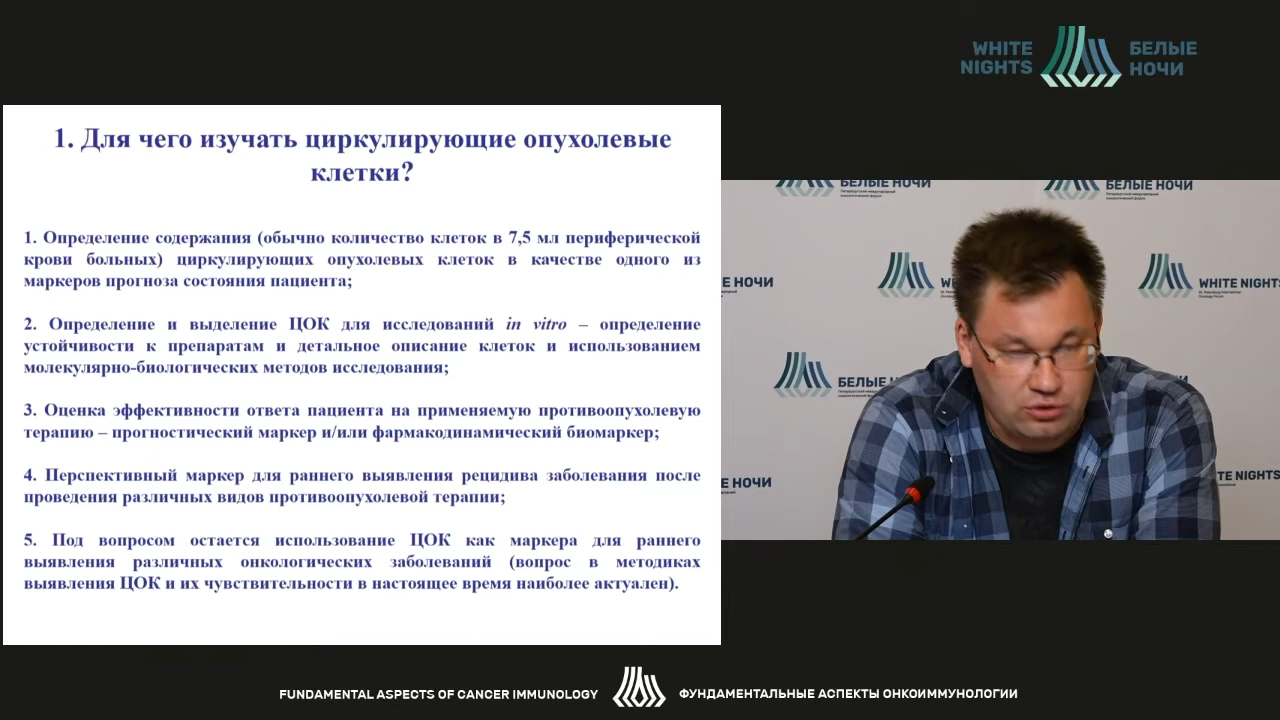 WHITE
NIGHTS
БЕЛЫЕ
НОЧИ
1. Для чего изучать циркулирующие опухолевые
клетки?
1. Определение содержания (обычно количество клеток в 7,5 мл периферической
крови больных) циркулирующих опухолевых клеток в качестве одного из
маркеров прогноза состояния пациента;
2. Определение и выделение ЦОК для исследований in vitro – определение
устойчивости к препаратам и детальное описание клеток и использованием
молекулярно-биологических методов исследования;
3. Оценка эффективности ответа пациента на применяемую противоопухолевую
терапию – прогностический маркер и/или фармакодинамический биомаркер;
4. Перспективный маркер для раннего выявления рецидива заболевания после
проведения различных видов противоопухолевой терапии;
5. Под вопросом остается использование ЦОК как маркера для раннего
выявления различных онкологических заболеваний (вопрос в методиках
выявления ЦОК и их чувствительности в настоящее время наиболее актуален).
БЕЛЫЕ НОЧИ
БЕЛЫЕ НОЧИ
НОЧИ
WHITE NIGHTS
БЕЛЫЕ
НОЧИ
NIGHTS
FUNDAMENTAL ASPECTS OF CANCER IMMUNOLOGY
ФУНДАМЕНТАЛЬНЫЕ АСПЕКТЫ ОНКОИММУНОЛОГИИ